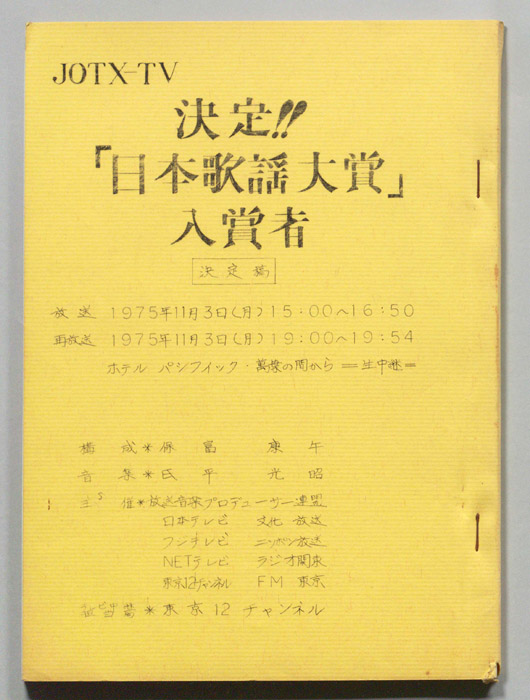 JOTX-TV
決定!!
「日本歌謡大賞」
入賞者
決定稿
放送 1975年11月3日(月) 15:00〜16:50
再放送 1975年11月3日(月) 19:00〜19:54
ホテル パシフィック・萬葉の間から =生中継=
構成＊保富 康午
音楽＊氏平 光昭
主催＊放送音楽プロデューサー連盟
日本テレビ 文化放送
フジテレビ ニッポン放送
NETテレビ ラジオ関東
東京12チャンネル FM 東京
＊東京12チャンネル